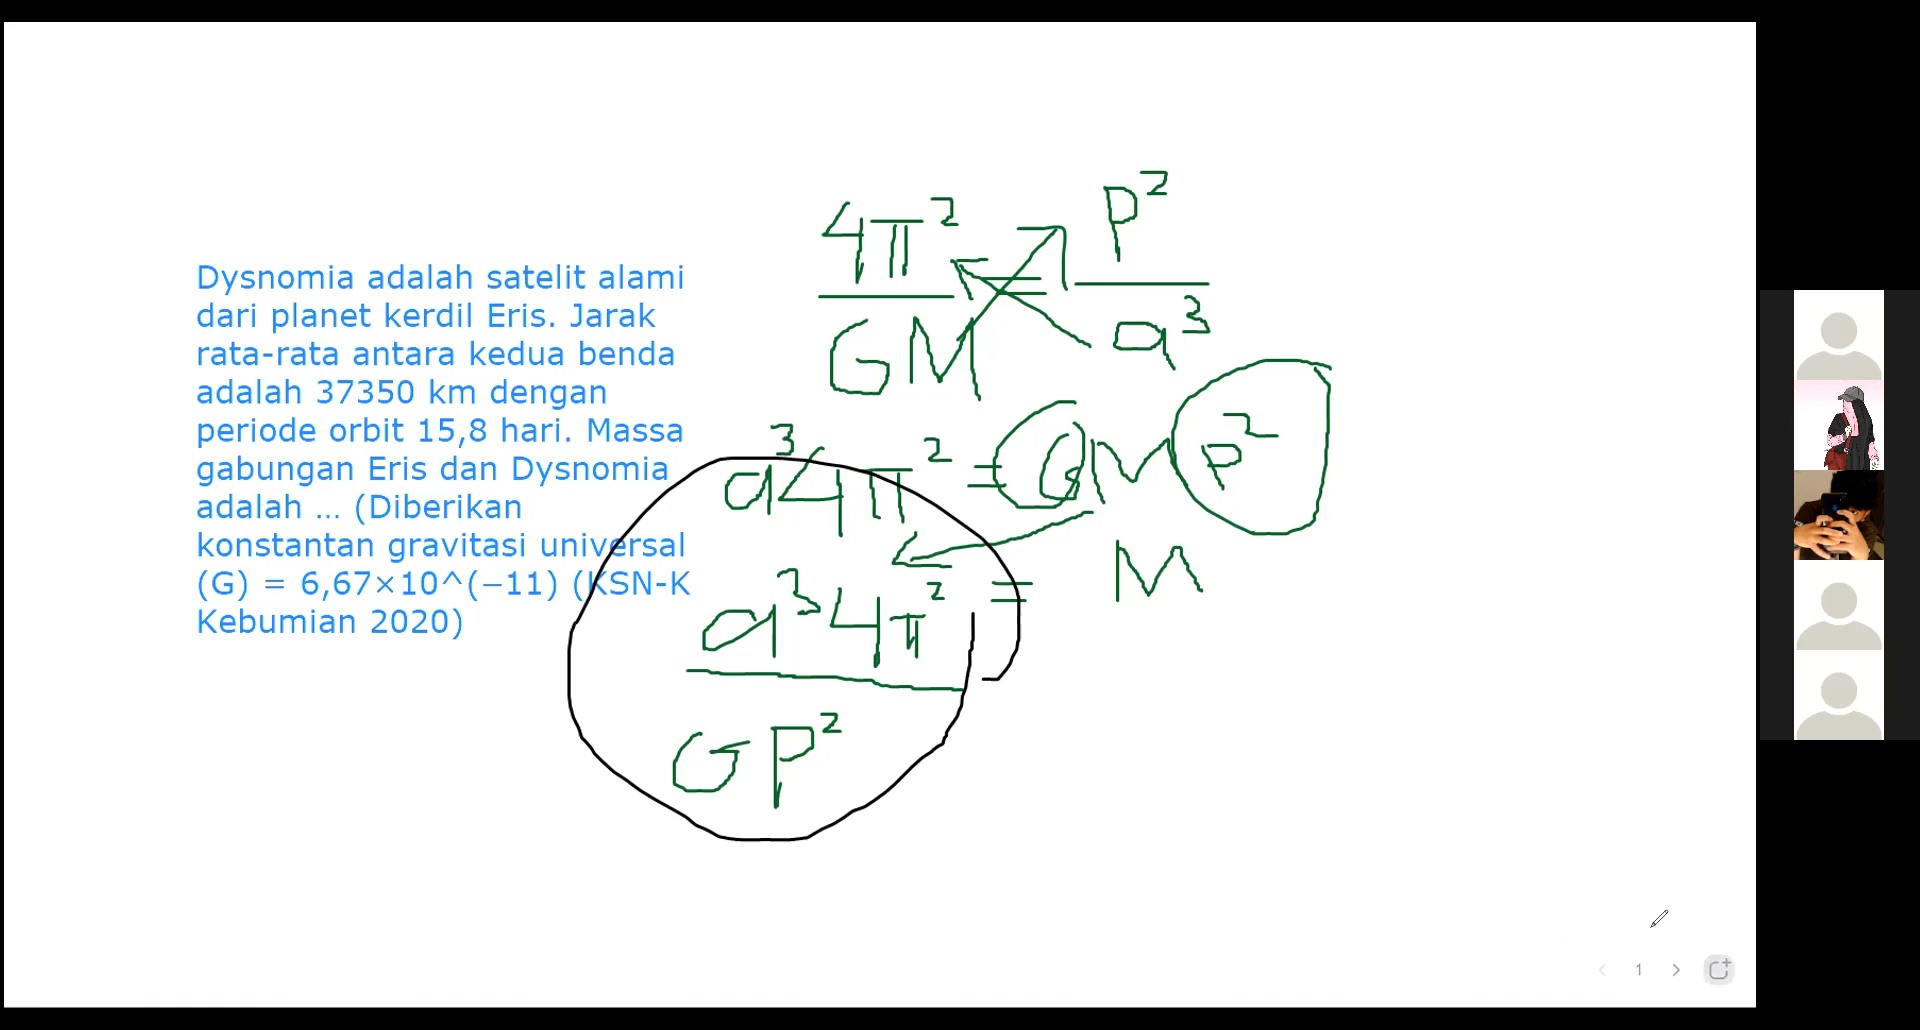 Dysnomia adalah satelit alami
dari planet kerdil Eris. Jarak
rata-rata antara kedua benda
adalah 37350 km dengan
periode orbit 15,8 hari. Massa
gabungan Eris dan Dysnomia
adalah ... (Diberikan
konstantan gravitasi universal
(G) = 6,67×10^(−11) (KSN-K
Kebumian 2020)
4π² / GM = P² / a³
a³4π² = GMP²
a³4π² / GP² = M
1